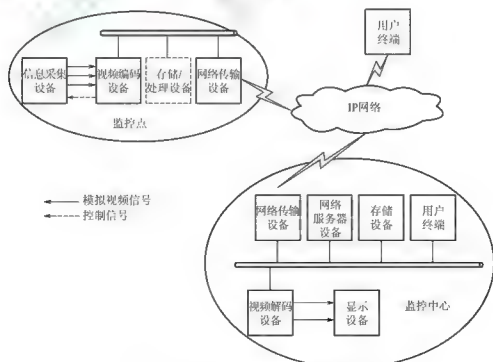 用户
终端
信息采集
设备
视频编码
设备
存储/
处理设备
网络传输
设备
监控点
IP网络
模拟视频信号
控制信号
网络传输
设备
网络
服务器
设备
存储
设备
用户
终端
视频解码
设备
显示
设备
监控中心